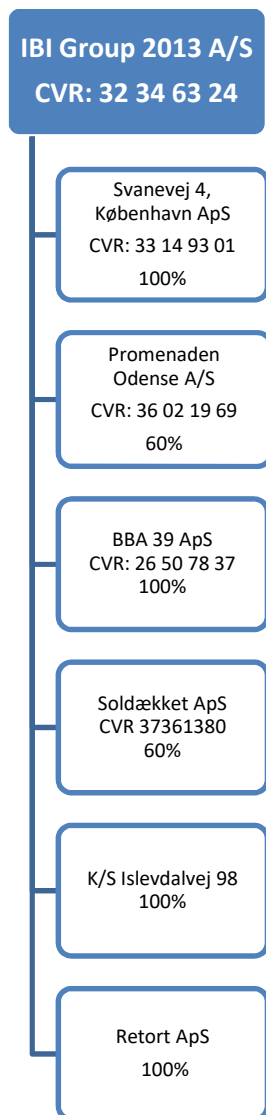 IBI Group 2013 A/S
CVR: 32 34 63 24
Svanevej 4,
København ApS
CVR: 33 14 93 01
100%
Promenaden
Odense A/S
CVR: 36 02 19 69
60%
BBA 39 ApS
CVR: 26 50 78 37
100%
Soldækket ApS
CVR 37361380
60%
K/S Islevdalvej 98
100%
Retort ApS
100%